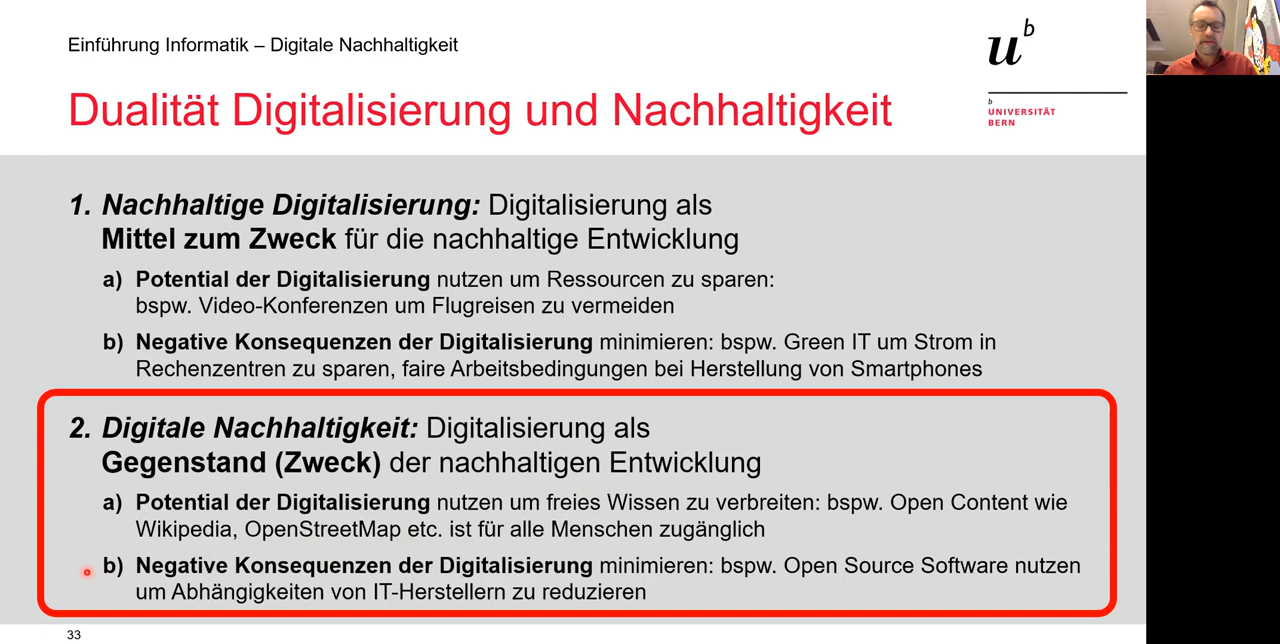 Einführung Informatik – Digitale Nachhaltigkeit
u b
b
UNIVERSITÄT
BERN
Dualität Digitalisierung und Nachhaltigkeit
1. Nachhaltige Digitalisierung: Digitalisierung als
Mittel zum Zweck für die nachhaltige Entwicklung
a) Potential der Digitalisierung nutzen um Ressourcen zu sparen:
bspw. Video-Konferenzen um Flugreisen zu vermeiden
b) Negative Konsequenzen der Digitalisierung minimieren: bspw. Green IT um Strom in
Rechenzentren zu sparen, faire Arbeitsbedingungen bei Herstellung von Smartphones
2. Digitale Nachhaltigkeit: Digitalisierung als
Gegenstand (Zweck) der nachhaltigen Entwicklung
a) Potential der Digitalisierung nutzen um freies Wissen zu verbreiten: bspw. Open Content wie
Wikipedia, OpenStreetMap etc. ist für alle Menschen zugänglich
b) Negative Konsequenzen der Digitalisierung minimieren: bspw. Open Source Software nutzen
um Abhängigkeiten von IT-Herstellern zu reduzieren
33